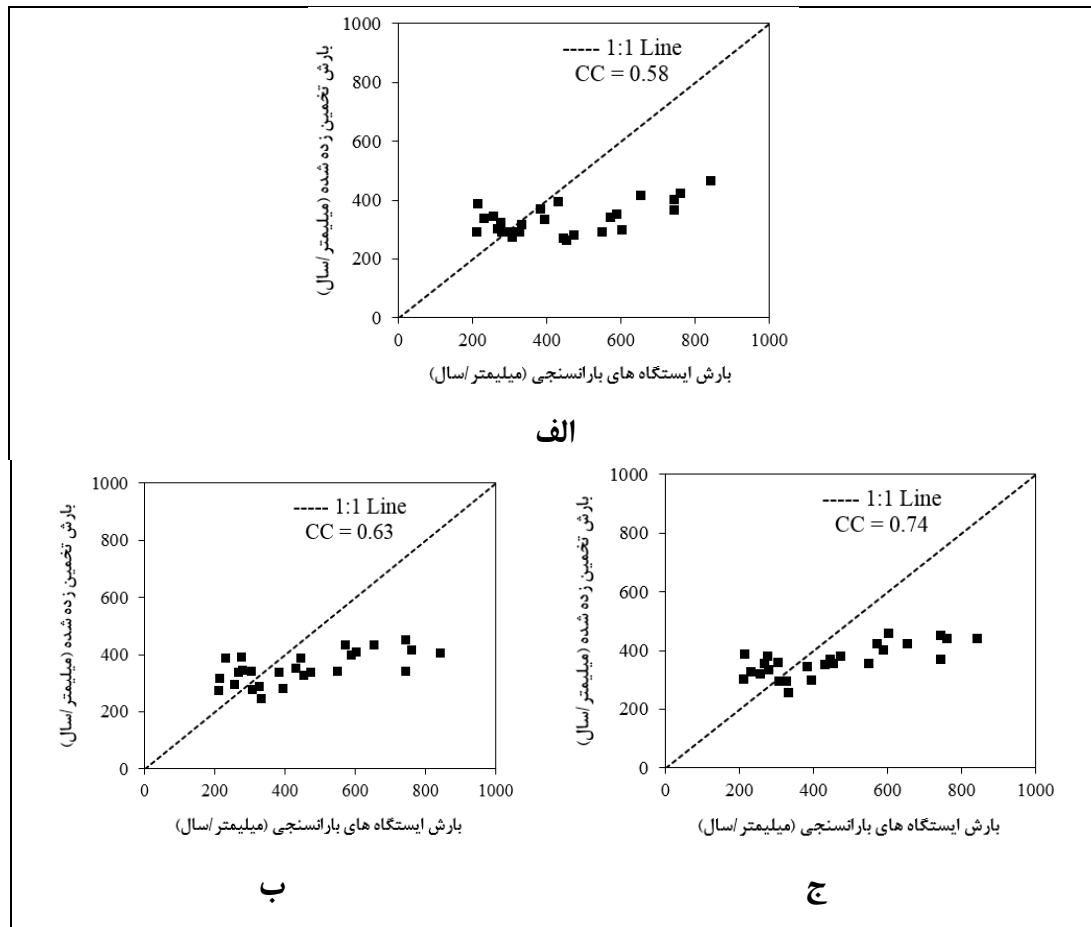 1000
800
600
400
200
0
0 200 400 600 800 1000
----- 1:1 Line
CC = 0.58
بارش تخمین زده شده (میلیمتر/سال)
بارش ایستگاه های بارانسنجی (میلیمتر/سال)
الف
1000
800
600
400
200
0
0 200 400 600 800 1000
----- 1:1 Line
CC = 0.74
بارش تخمین زده شده (میلیمتر/سال)
بارش ایستگاه های بارانسنجی (میلیمتر/سال)
ج
1000
800
600
400
200
0
0 200 400 600 800 1000
----- 1:1 Line
CC = 0.63
بارش تخمین زده شده (میلیمتر/سال)
بارش ایستگاه های بارانسنجی (میلیمتر/سال)
ب